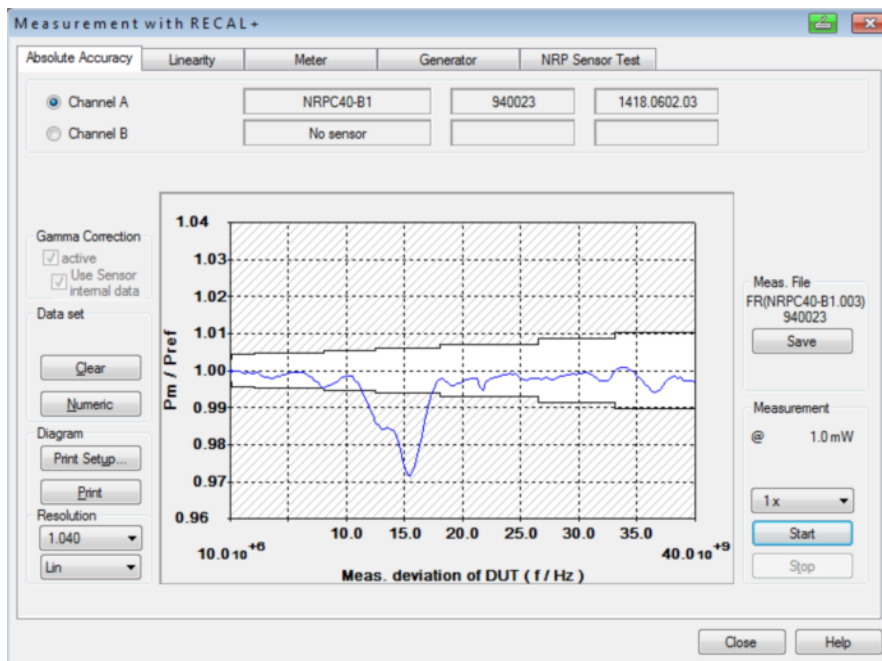 Measurement with RECAL+
Absolute Accuracy Linearity Meter Generator NRP Sensor Test
Channel A NRPC40-B1 940023 1418.0602.03
Channel B No sensor
Gamma Correction
active
Use Sensor
internal data
Data set
Clear
Numeric
Diagram
Print Setup...
Print
Resolution
1.040
Lin
Pm / Pref
1.04
1.03
1.02
1.01
1.00
0.99
0.98
0.97
0.96
10.0 15.0 20.0 25.0 30.0 35.0
10.0 10 +6 40.0 10 +9
Meas. deviation of DUT ( f / Hz )
Meas. File
FR(NRPC40-B1.003)
940023
Save
Measurement
@ 1.0 mW
1 x
Start
Stop
Close Help